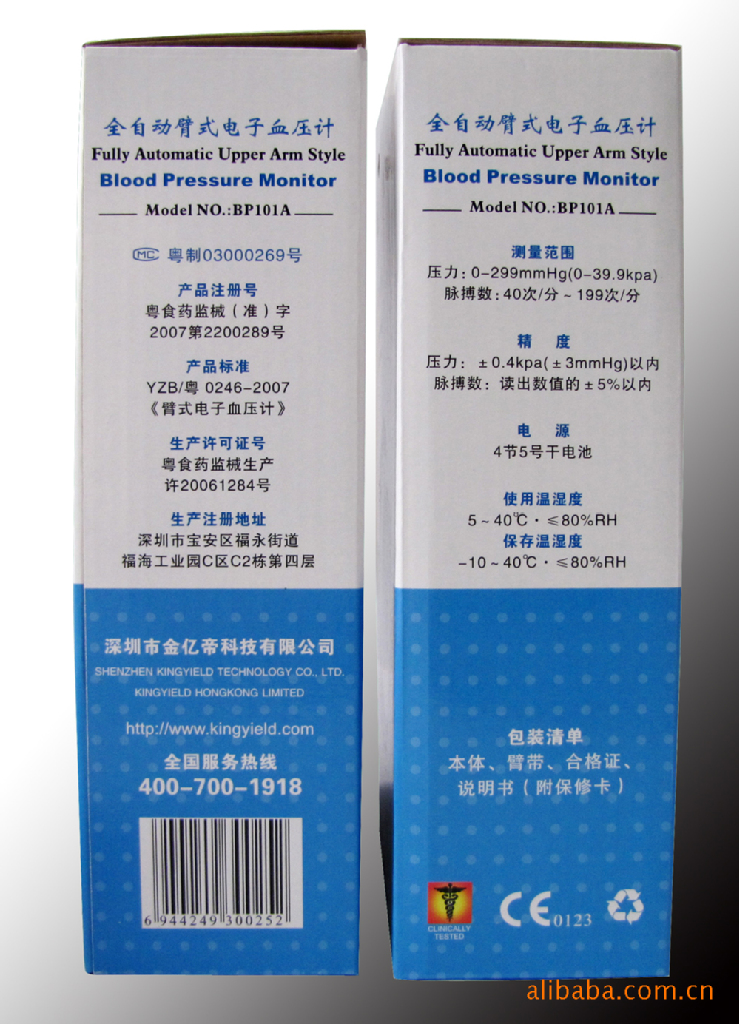 全自动臂式电子血压计
Fully Automatic Upper Arm Style
Blood Pressure Monitor
Model NO.:BP101A
CMC 粤制03000269号
产品注册号
粤食药监械(准)字
2007第2200289号
产品标准
YZB/粤 0246-2007
《臂式电子血压计》
生产许可证号
粤食药监械生产
许20061284号
生产注册地址
深圳市宝安区福永街道
福海工业园C区C2栋第四层
深圳市金亿帝科技有限公司
SHENZHEN KINGYIELD TECHNOLOGY CO., LTD.
KINGYIELD HONGKONG LIMITED
http://www.kingyield.com
全国服务热线
400-700-1918
6 944249 300252
全自动臂式电子血压计
Fully Automatic Upper Arm Style
Blood Pressure Monitor
Model NO.:BP101A
测量范围
压力:0-299mmHg(0-39.9kpa)
脉搏数:40次/分~199次/分
精 度
压力: ±0.4kpa(±3mmHg)以内
脉搏数: 读出数值的±5%以内
电 源
4节5号干电池
使用温湿度
5~40℃·≤80%RH
保存温湿度
-10~40℃·≤80%RH
包装清单
本体、臂带、合格证、
说明书(附保修卡)
CLINICALLY
TESTED
CE 0123
alibaba.com.cn